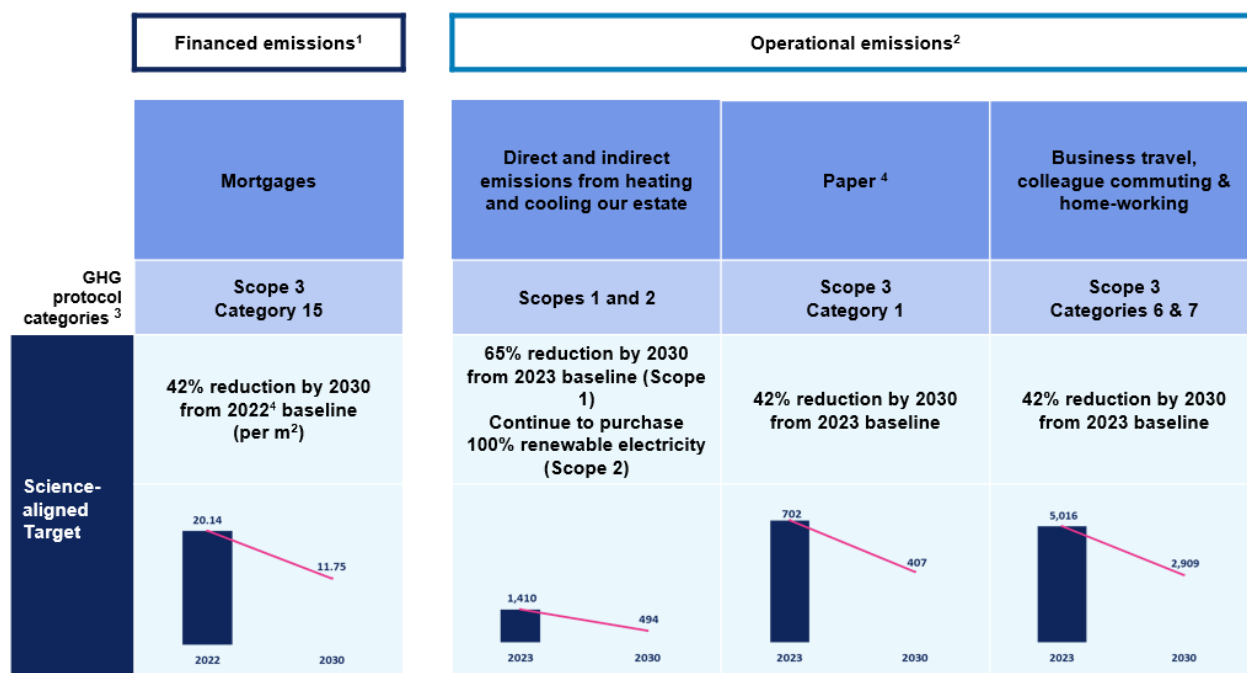 Financed emissions¹
Operational emissions²
Mortgages
Direct and indirect
emissions from heating
and cooling our estate
Paper ⁴
Business travel,
colleague commuting &
home-working
GHG
protocol
categories ³
Scope 3
Category 15
Scopes 1 and 2
Scope 3
Category 1
Scope 3
Categories 6 & 7
Science-
aligned
Target
42% reduction by 2030
from 2022⁴ baseline
(per m²)
65% reduction by 2030
from 2023 baseline (Scope
1)
Continue to purchase
100% renewable electricity
(Scope 2)
42% reduction by 2030
from 2023 baseline
42% reduction by 2030
from 2023 baseline
20.14
11.75
2022
2030
1,410
494
2023
2030
702
407
2023
2030
5,016
2,909
2023
2030